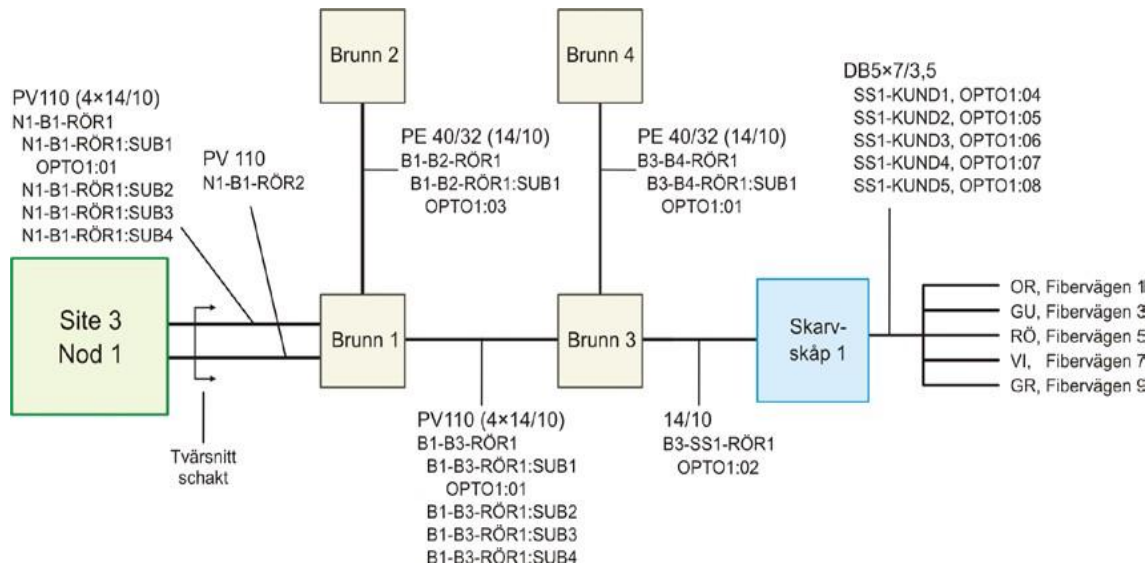 Brunn 2
Brunn 4
PV110 (4×14/10)
N1-B1-RÖR1
N1-B1-RÖR1:SUB1
OPTO1:01
N1-B1-RÖR1:SUB2
N1-B1-RÖR1:SUB3
N1-B1-RÖR1:SUB4
PV 110
N1-B1-RÖR2
PE 40/32 (14/10)
B1-B2-RÖR1
B1-B2-RÖR1:SUB1
OPTO1:03
PE 40/32 (14/10)
B3-B4-RÖR1
B3-B4-RÖR1:SUB1
OPTO1:01
DB5×7/3,5
SS1-KUND1, OPTO1:04
SS1-KUND2, OPTO1:05
SS1-KUND3, OPTO1:06
SS1-KUND4, OPTO1:07
SS1-KUND5, OPTO1:08
Site 3
Nod 1
Brunn 1
Brunn 3
Skarv-
skåp 1
OR, Fibervägen 1
GU, Fibervägen 3
RÖ, Fibervägen 5
VI, Fibervägen 7
GR, Fibervägen 9
Tvärsnitt
schakt
PV110 (4×14/10)
B1-B3-RÖR1
B1-B3-RÖR1:SUB1
OPTO1:01
B1-B3-RÖR1:SUB2
B1-B3-RÖR1:SUB3
B1-B3-RÖR1:SUB4
14/10
B3-SS1-RÖR1
OPTO1:02